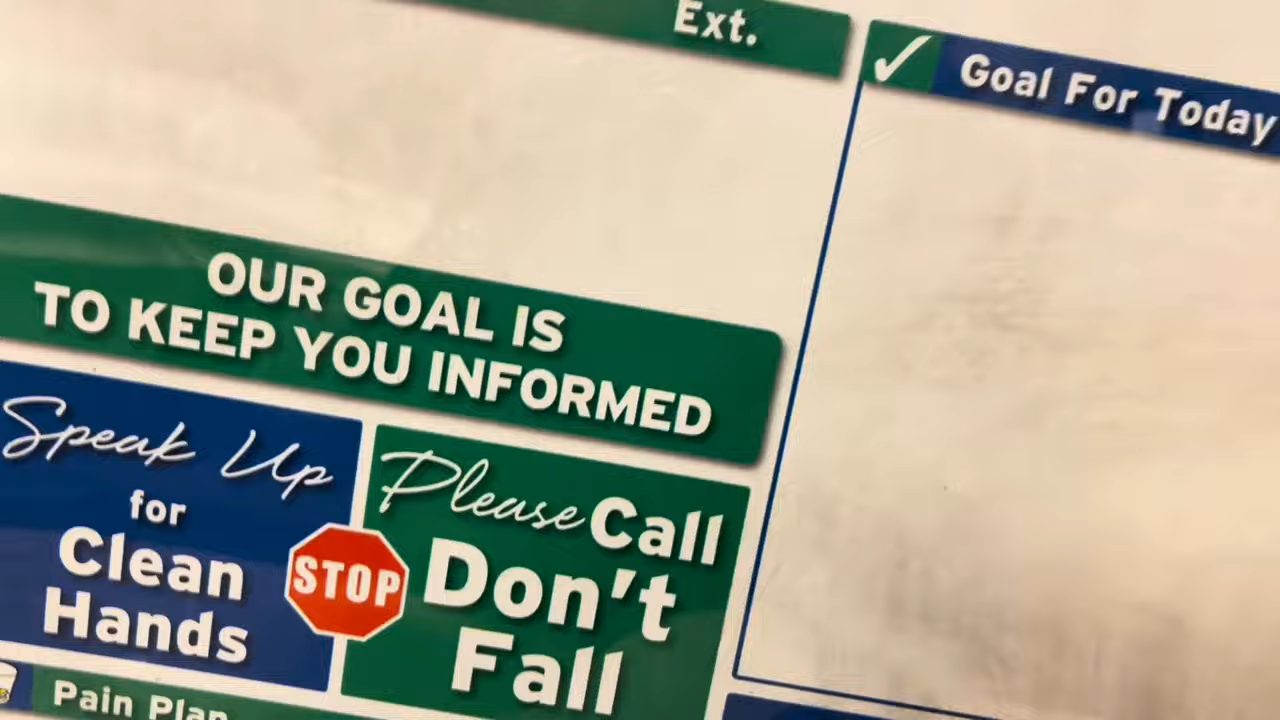 Ext.
Goal For Today
OUR GOAL IS
TO KEEP YOU INFORMED
Speak Up
for
Clean
Hands
STOP
Please Call
Don't
Fall
Pain Plan